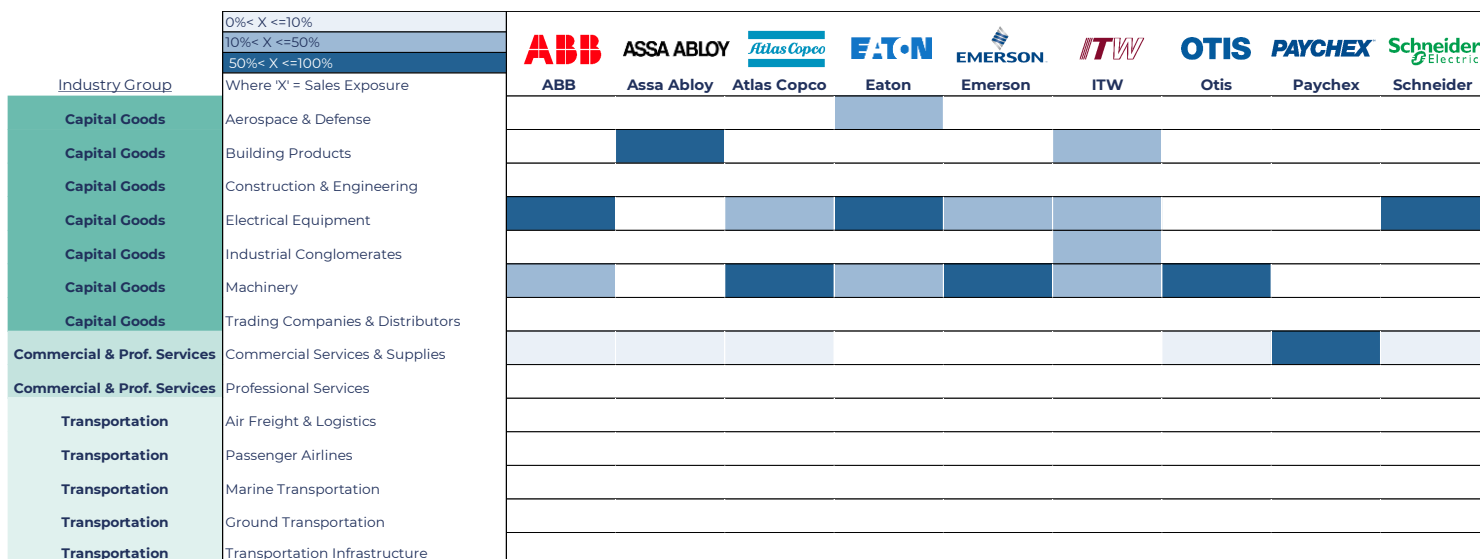 0%< X <=10%
10%< X <=50%
50%< X <=100%
ABB ASSA ABLOY Atlas Copco EATON EMERSON ITW OTIS PAYCHEX Schneider Electric
Industry Group Where 'X' = Sales Exposure ABB Assa Abloy Atlas Copco Eaton Emerson ITW Otis Paychex Schneider
Capital Goods Aerospace & Defense
Capital Goods Building Products
Capital Goods Construction & Engineering
Capital Goods Electrical Equipment
Capital Goods Industrial Conglomerates
Capital Goods Machinery
Capital Goods Trading Companies & Distributors
Commercial & Prof. Services Commercial Services & Supplies
Commercial & Prof. Services Professional Services
Transportation Air Freight & Logistics
Transportation Passenger Airlines
Transportation Marine Transportation
Transportation Ground Transportation
Transportation Transportation Infrastructure